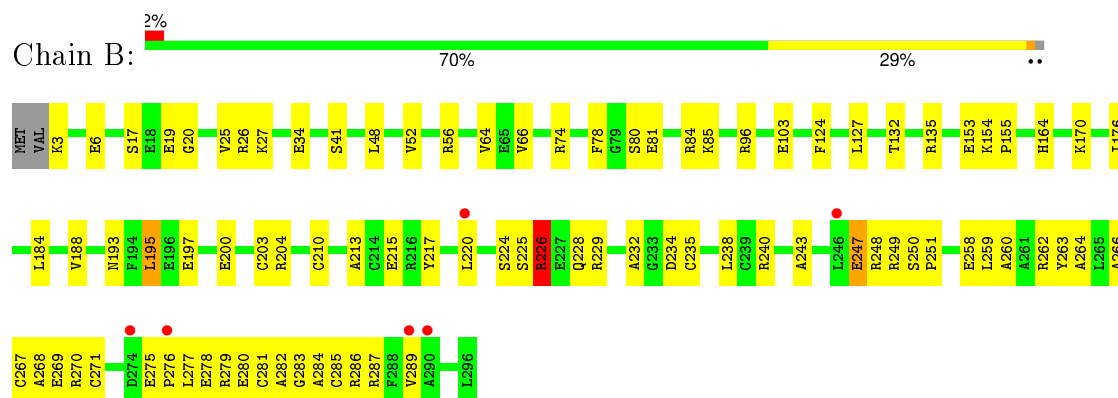 2%
Chain B:
70% 29% ••
MET VAL K3 E6 S17 E18 E19 G20 V25 R26 K27 E34 S41 L48 V52 R56 V64 E65 V66 R74 F78 G79 S80 E81 R84 K85 R96 E103 F124 L127 T132 R135 E153 K154 P155 H164 K170 L176
L184 V188 N193 F194 L195 E196 E197 E200 C203 R204 C210 A213 C214 E215 R216 Y217 L220 S224 S225 R226 E227 Q228 R229 A232 G233 D234 C235 L238 C239 R240 A243 L246 E247 R248 R249 S250 P251 E258 L259 A260 A261 R262 Y263 A264 L265 A266
C267 A268 E269 R270 C271 D274 E275 P276 L277 E278 R279 E280 C281 A282 G283 A284 C285 R286 R287 F288 V289 A290 L296